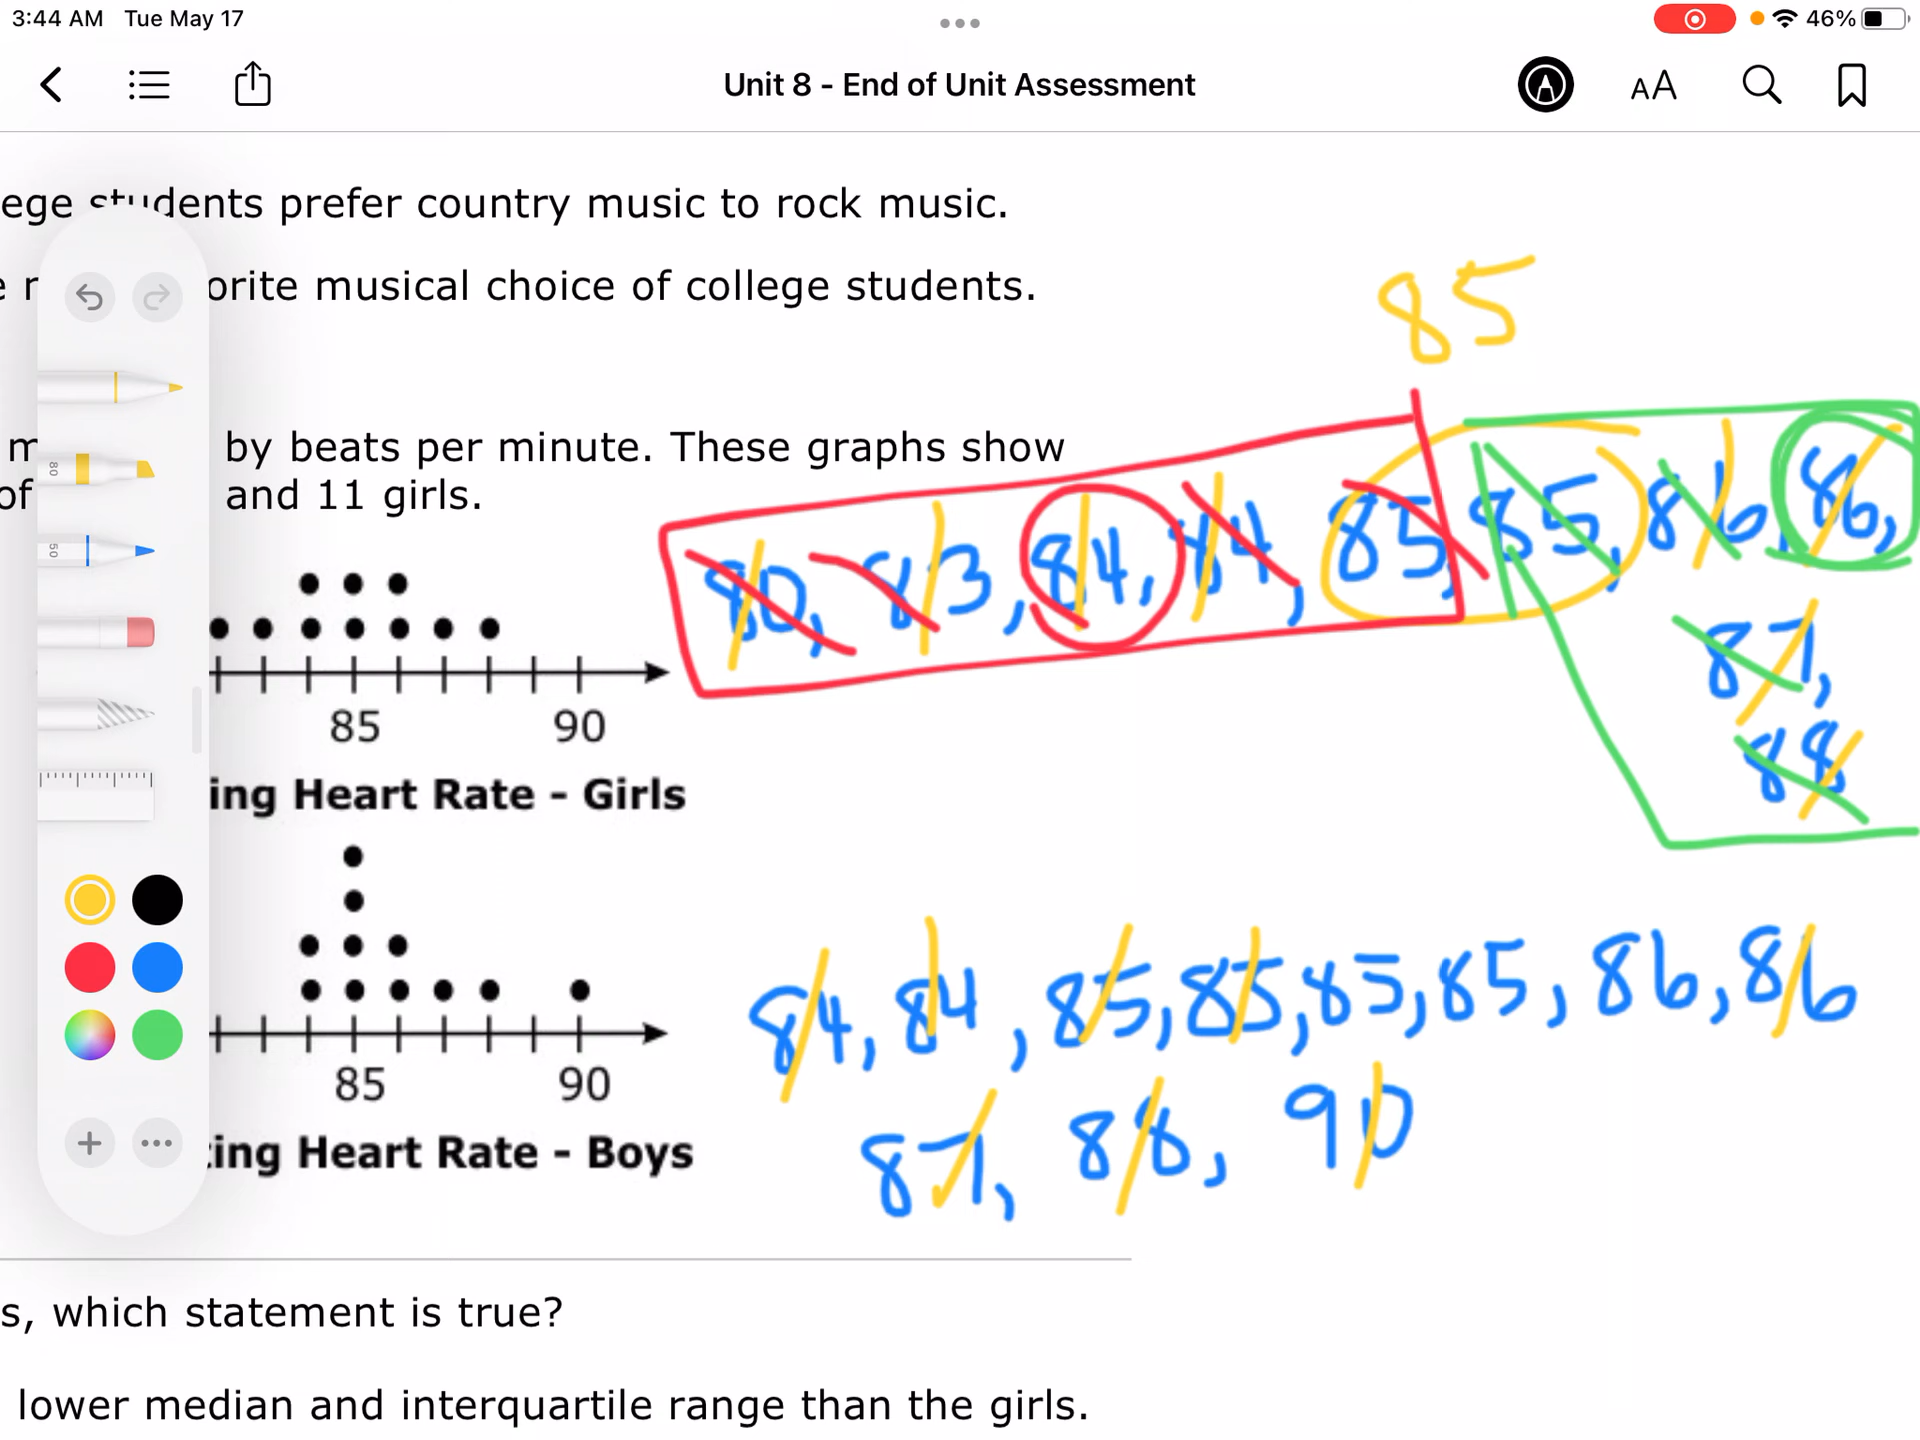 3:44 AM Tue May 17
46%
Unit 8 - End of Unit Assessment
ege students prefer country music to rock music.
orite musical choice of college students.
85
by beats per minute. These graphs show
and 11 girls.
80, 83, 84, 84, 85, 85, 86, 86,
87,
88
85 90
ing Heart Rate - Girls
84, 84, 85, 85, 85, 85, 86, 86
87, 88, 90
85 90
ing Heart Rate - Boys
80
50
s, which statement is true?
lower median and interquartile range than the girls.